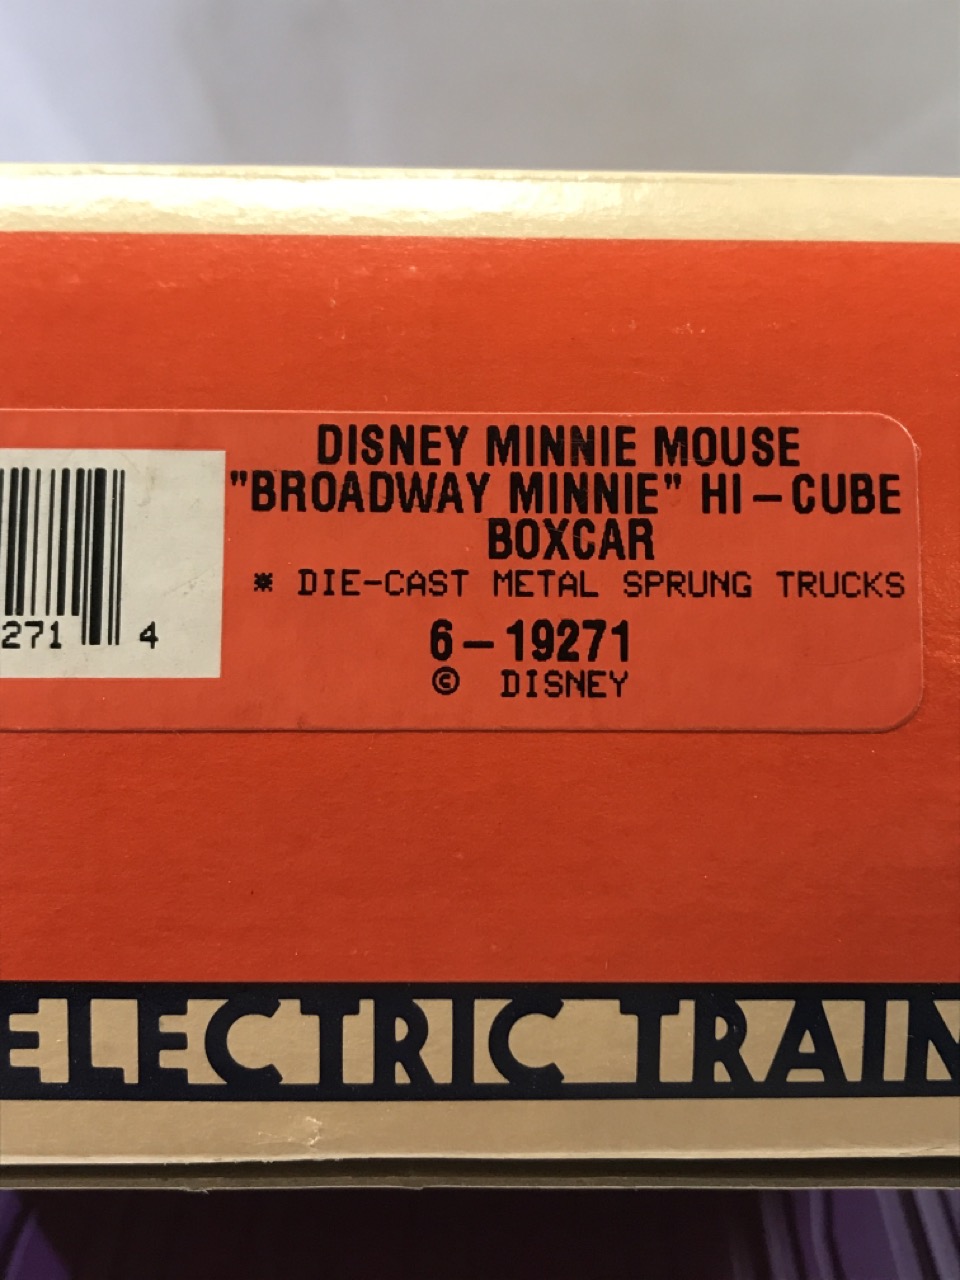 DISNEY MINNIE MOUSE
"BROADWAY MINNIE" HI-CUBE
BOXCAR
* DIE-CAST METAL SPRUNG TRUCKS
6-19271
© DISNEY
271 4
ELECTRIC TRAIN